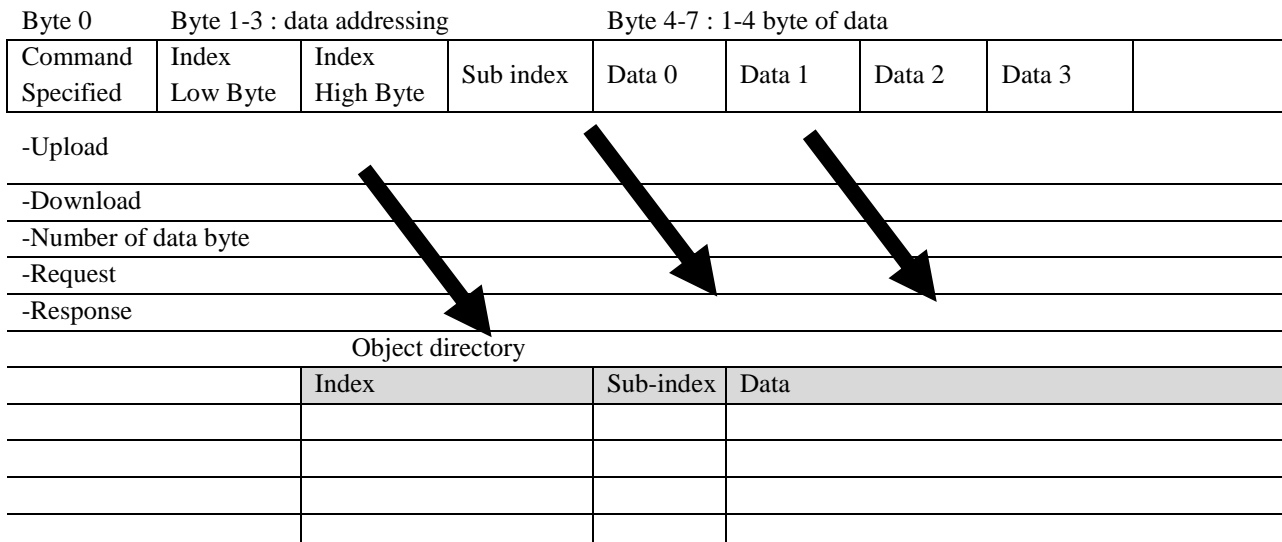 Byte 0 Byte 1-3 : data addressing Byte 4-7 : 1-4 byte of data
Command Specified Index Low Byte Index High Byte Sub index Data 0 Data 1 Data 2 Data 3
-Upload
-Download
-Number of data byte
-Request
-Response
Object directory
Index Sub-index Data